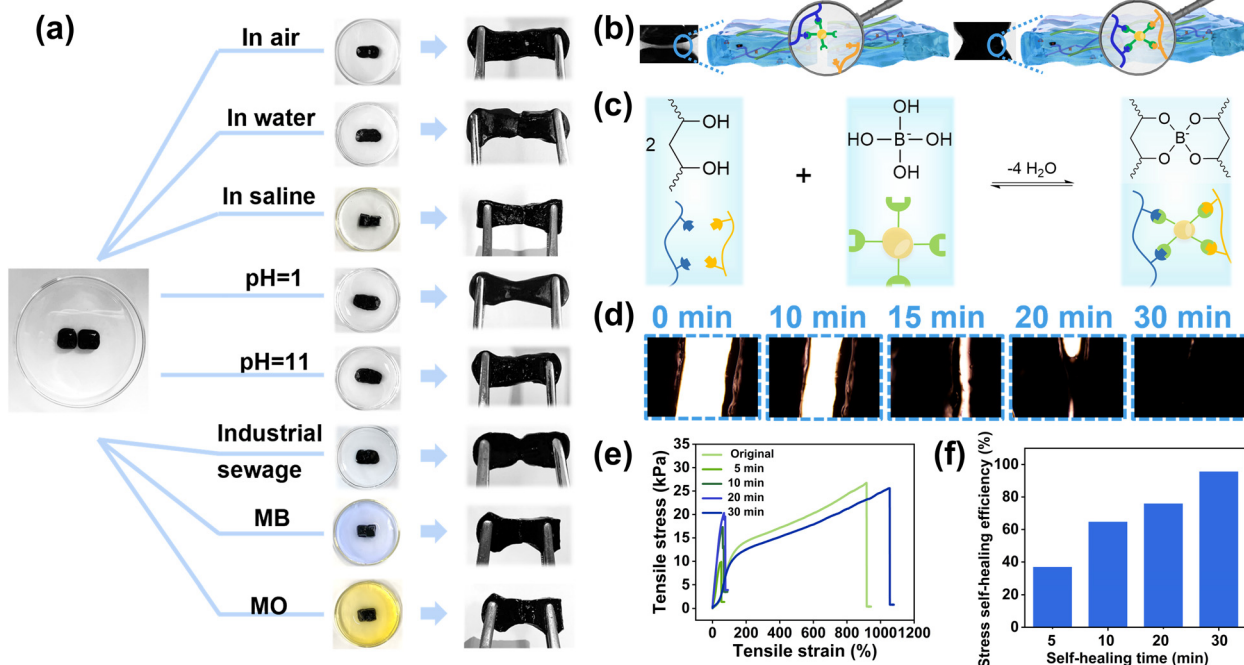 (a)
In air
In water
In saline
pH=1
pH=11
Industrial
sewage
MB
MO
(b)
(c)
2
OH
OH
+
OH
HO B⁻ OH
OH
-4 H₂O
O O
B⁻
O O
(d)
0 min 10 min 15 min 20 min 30 min
(e)
Tensile stress (kPa)
35
30
25
20
15
10
5
0
Original
5 min
10 min
20 min
30 min
0 200 400 600 800 1000 1200
Tensile strain (%)
(f)
Stress self-healing efficiency (%)
100
80
60
40
20
0
5 10 20 30
Self-healing time (min)